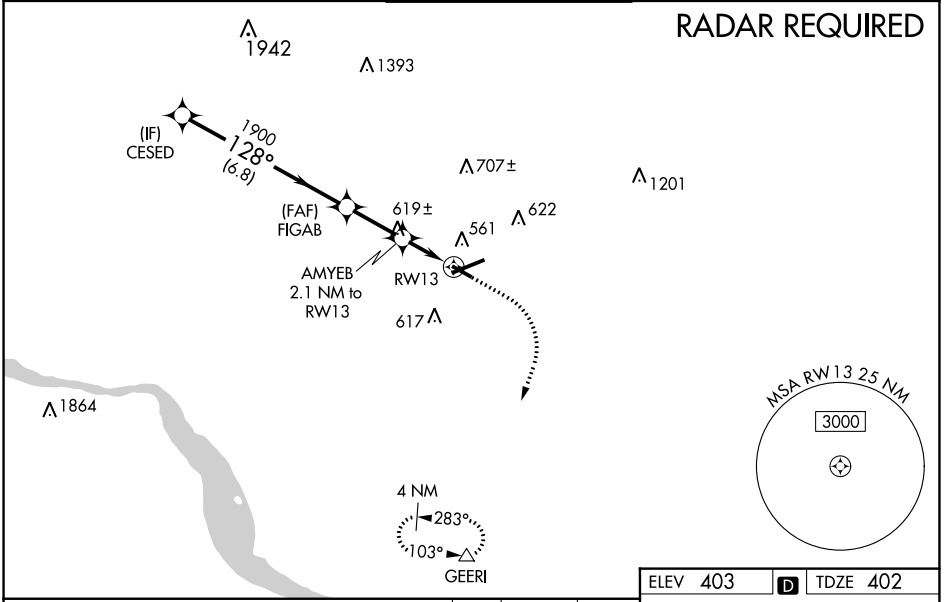 RADAR REQUIRED
1942
1393
(IF)
CESED
1900
128°
(6.8)
707±
1201
(FAF)
FIGAB
619±
622
561
AMYEB
2.1 NM to
RW13
RW13
617
1864
MSA RW13 25 NM
3000
4 NM
283°
103°
GEERI
ELEV 403 D TDZE 402